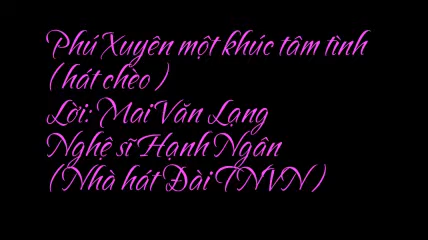 Phú Xuyên một khúc tâm tình
( hát chèo )
Lời: Mai Văn Lạng
Nghệ sĩ Hạnh Ngân
( Nhà hát Đài TNVN )